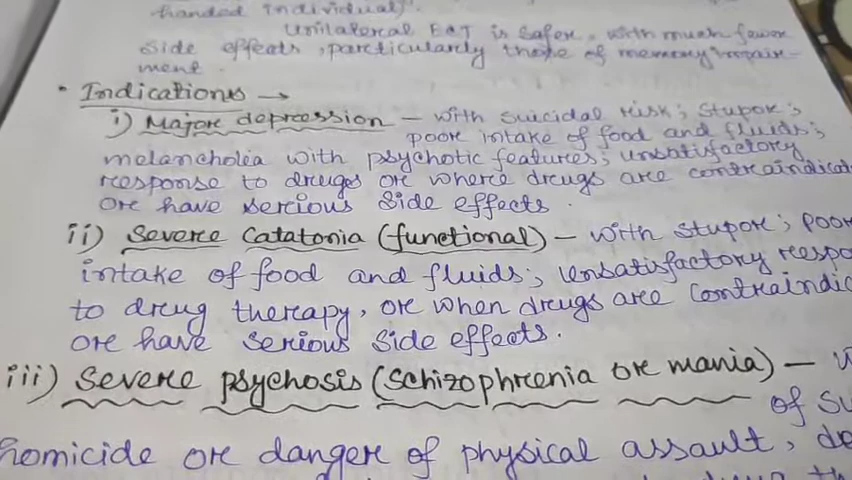 handed individual).
Unilateral ECT is safer, with much fewer
side effects, particularly those of memory impair-
ment.
• Indications →
i) Major depression – with suicidal risk; stupor;
poor intake of food and fluids;
melancholia with psychotic features; unsatisfactory
response to drugs or where drugs are contraindicat
or have serious side effects.
ii) Severe catatonia (functional) – with stupor; poor
intake of food and fluids; unsatisfactory respo
to drug therapy, or when drugs are contraindic
or have serious side effects.
iii) Severe psychosis (schizophrenia or mania) –
of su
homicide or danger of physical assault, de